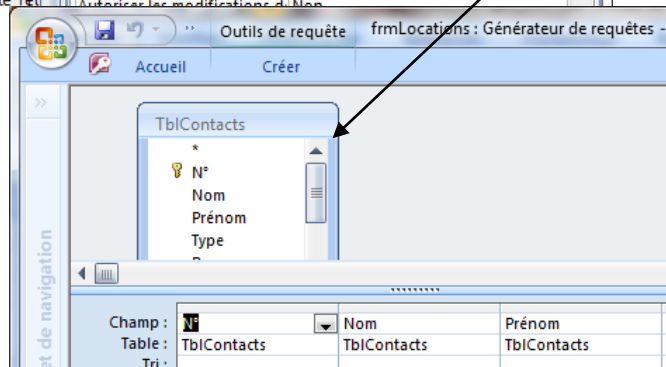 Autoriser les modifications d Non
Outils de requête frmLocations : Générateur de requêtes -
Accueil Créer
TblContacts
*
N°
Nom
Prénom
Type
et de navigation
Champ : N° Nom Prénom
Table : TblContacts TblContacts TblContacts
Tri :